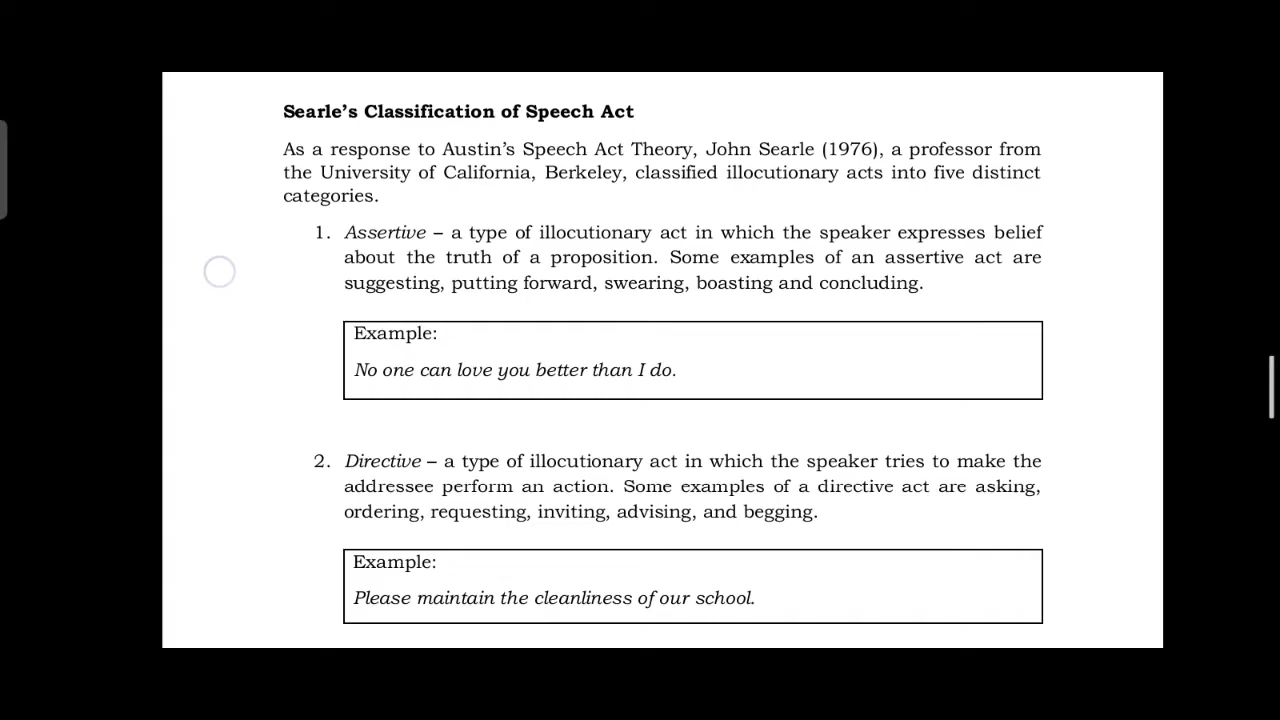 Searle’s Classification of Speech Act
As a response to Austin’s Speech Act Theory, John Searle (1976), a professor from
the University of California, Berkeley, classified illocutionary acts into five distinct
categories.
1. Assertive – a type of illocutionary act in which the speaker expresses belief
about the truth of a proposition. Some examples of an assertive act are
suggesting, putting forward, swearing, boasting and concluding.
Example:
No one can love you better than I do.
2. Directive – a type of illocutionary act in which the speaker tries to make the
addressee perform an action. Some examples of a directive act are asking,
ordering, requesting, inviting, advising, and begging.
Example:
Please maintain the cleanliness of our school.